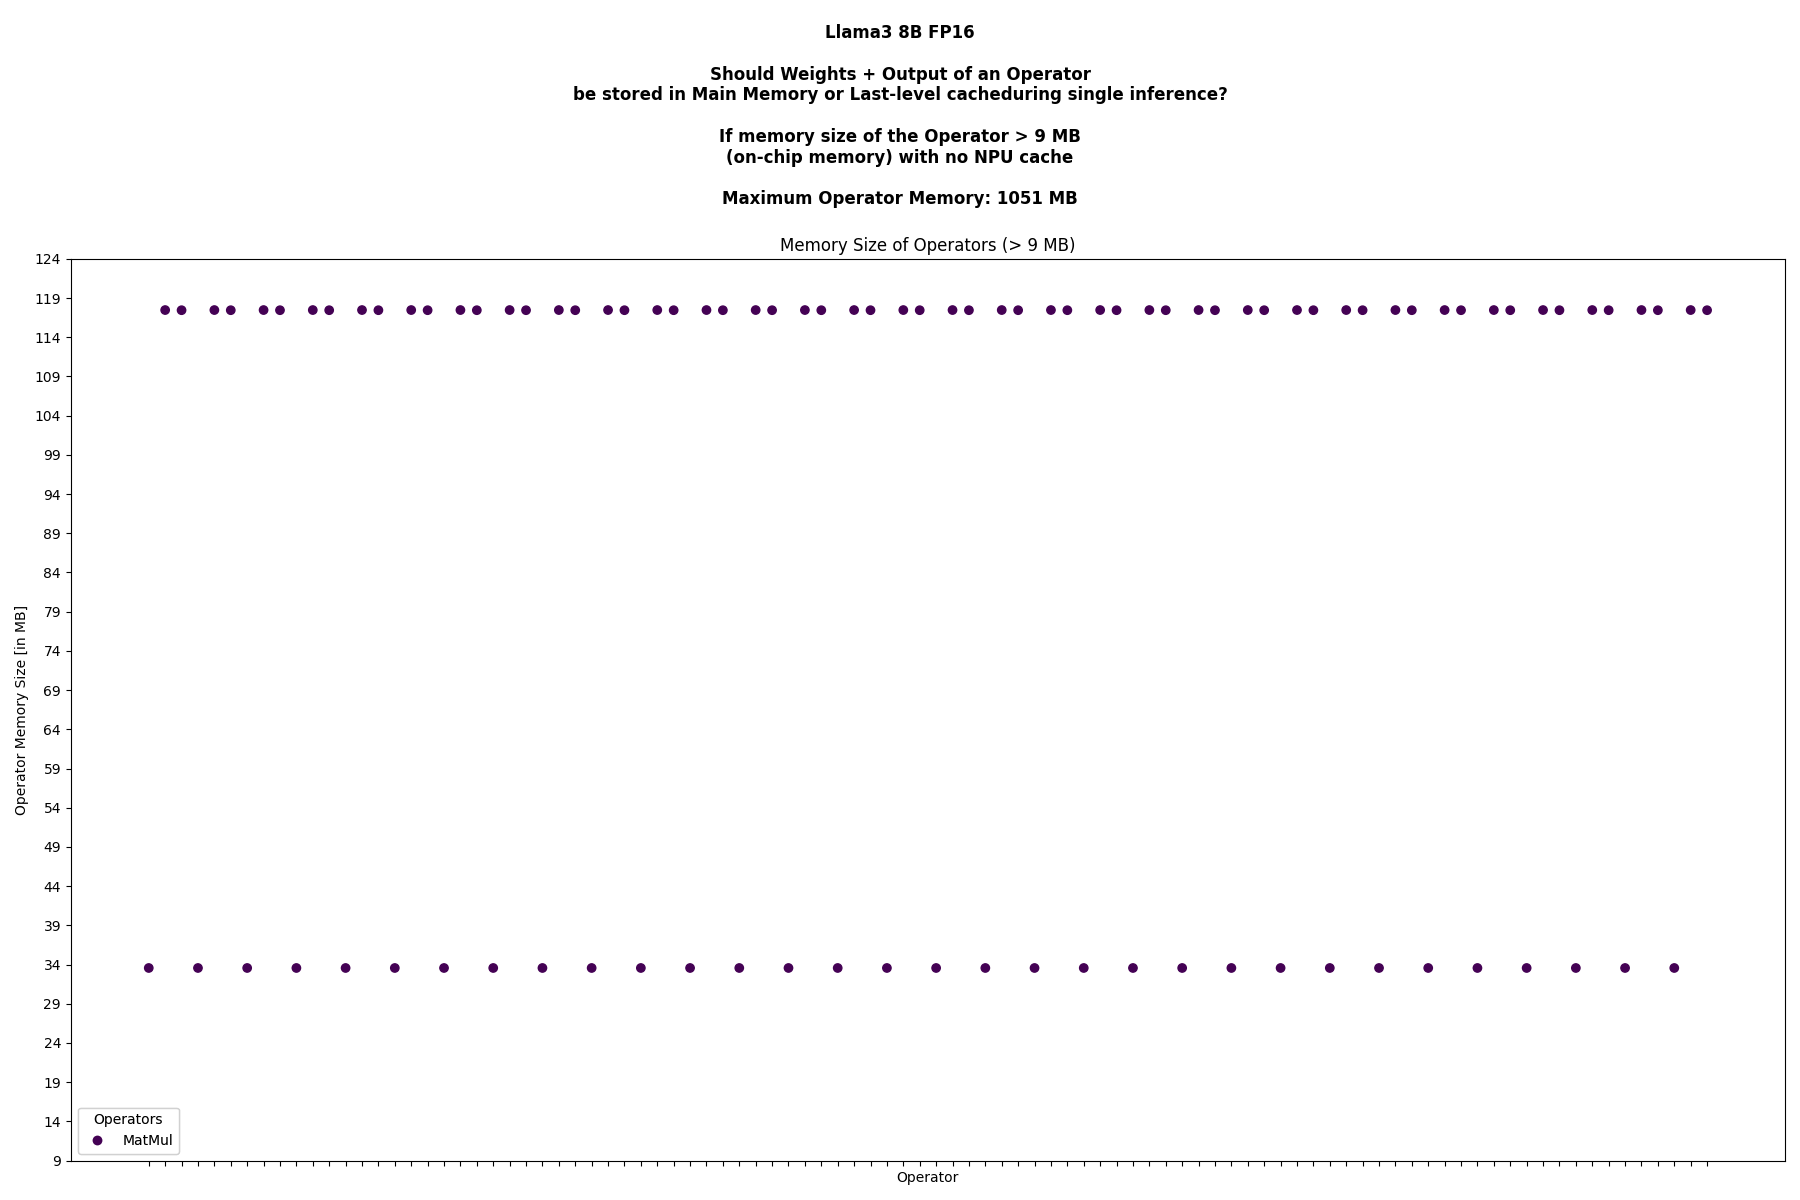 Llama3 8B FP16
Should Weights + Output of an Operator
be stored in Main Memory or Last-level cacheduring single inference?
If memory size of the Operator > 9 MB
(on-chip memory) with no NPU cache
Maximum Operator Memory: 1051 MB
Memory Size of Operators (> 9 MB)
124
119
114
109
104
99
94
89
84
79
74
69
64
59
54
49
44
39
34
29
24
19
14
9
Operator Memory Size [in MB]
Operators
MatMul
Operator